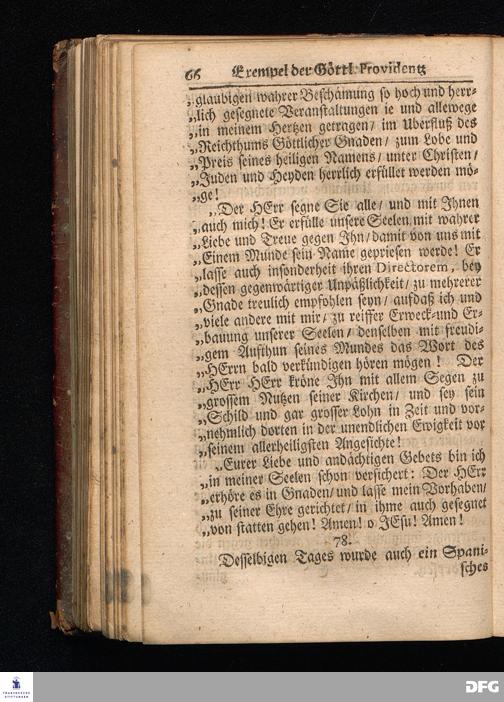 66 Exempel der Göttl. Providentz
„glaubigen wahrer Beschämung so hoch und herr-
„lich gesegnete Veranstaltungen ie und allewege
„in meinem Hertzen getragen/ im Uberfluß des
„Reichthums Göttlicher Gnaden/ zum Lobe und
„Preis seines heiligen Namens/ unter Christen/
„Juden und Heyden herrlich erfüllet werden mö-
„ge!
„Der HErr segne Sie alle/ und mit Ihnen
„auch mich! Er erfülle unsere Seelen mit wahrer
„Liebe und Treue gegen Ihn/ damit von uns mit
„Einem Munde sein Name gepriesen werde! Er
„lasse auch insonderheit ihren Directorem, bey
„dessen gegenwärtiger Unpäßlichkeit/ zu mehrerer
„Gnade treulich empfohlen seyn/ aufdaß ich und
„viele andere mit mir/ zu reiffer Erweck-und Er-
„bauung unserer Seelen/ denselben mit freudi-
„gem Aufthun seines Mundes das Wort des
„HErrn bald verkündigen hören mögen! Der
„HErr HErr kröne Ihn mit allem Segen zu
„grossem Nutzen seiner Kirchen/ und sey sein
„Schild und gar grosser Lohn in Zeit und vor-
„nehmlich dorten in der unendlichen Ewigkeit vor
„seinem allerheiligsten Angesichte!
„Eurer Liebe und andächtigen Gebets bin ich
„in meiner Seelen schon versichert: Der HErr
„erhöre es in Gnaden/ und lasse mein Vorhaben/
„zu seiner Ehre gerichtet/ in ihme auch gesegnet
„von statten gehen! Amen! o JEsu! Amen!
78.
Desselbigen Tages wurde auch ein Spani-
sches
FRANCKESCHE
STIFTUNGEN
DFG